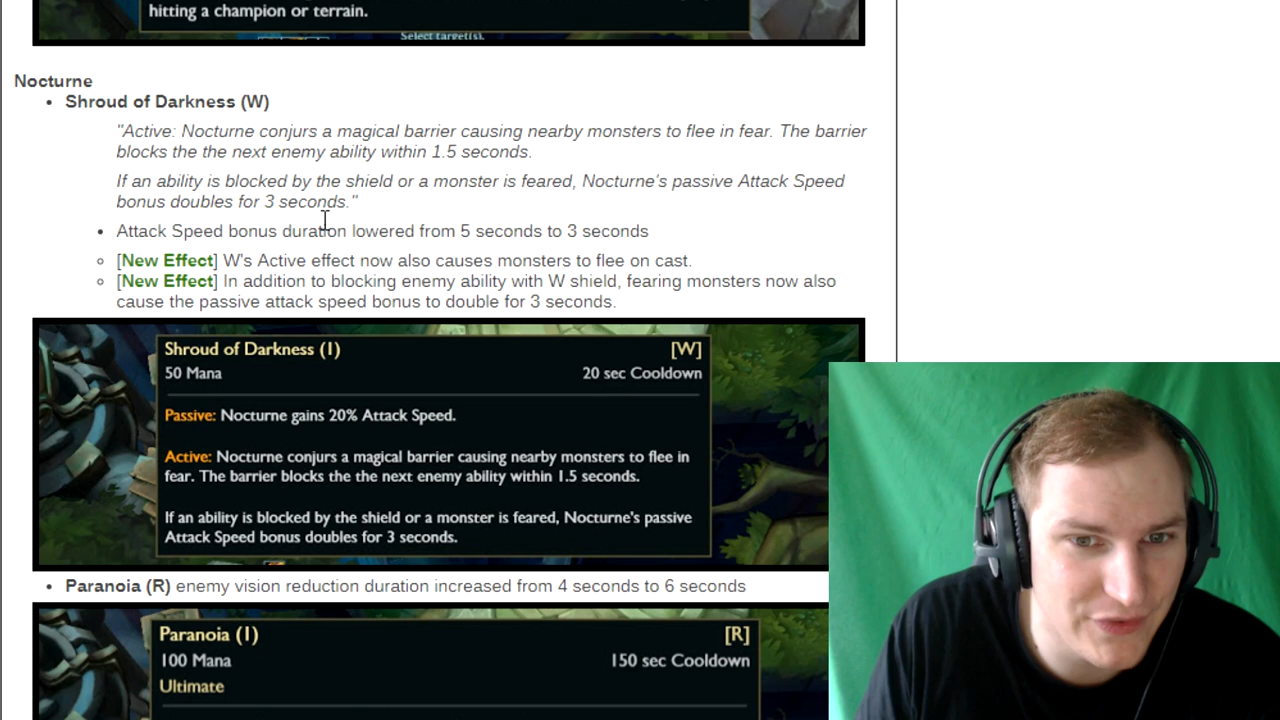 hitting a champion or terrain.
Select target(s).
Nocturne
• Shroud of Darkness (W)
"Active: Nocturne conjurs a magical barrier causing nearby monsters to flee in fear. The barrier
blocks the the next enemy ability within 1.5 seconds.
If an ability is blocked by the shield or a monster is feared, Nocturne's passive Attack Speed
bonus doubles for 3 seconds."
• Attack Speed bonus duration lowered from 5 seconds to 3 seconds
[New Effect] W's Active effect now also causes monsters to flee on cast.
[New Effect] In addition to blocking enemy ability with W shield, fearing monsters now also
cause the passive attack speed bonus to double for 3 seconds.
Shroud of Darkness (1) [W]
50 Mana 20 sec Cooldown
Passive: Nocturne gains 20% Attack Speed.
Active: Nocturne conjurs a magical barrier causing nearby monsters to flee in
fear. The barrier blocks the the next enemy ability within 1.5 seconds.
If an ability is blocked by the shield or a monster is feared, Nocturne's passive
Attack Speed bonus doubles for 3 seconds.
• Paranoia (R) enemy vision reduction duration increased from 4 seconds to 6 seconds
Paranoia (1) [R]
100 Mana 150 sec Cooldown
Ultimate